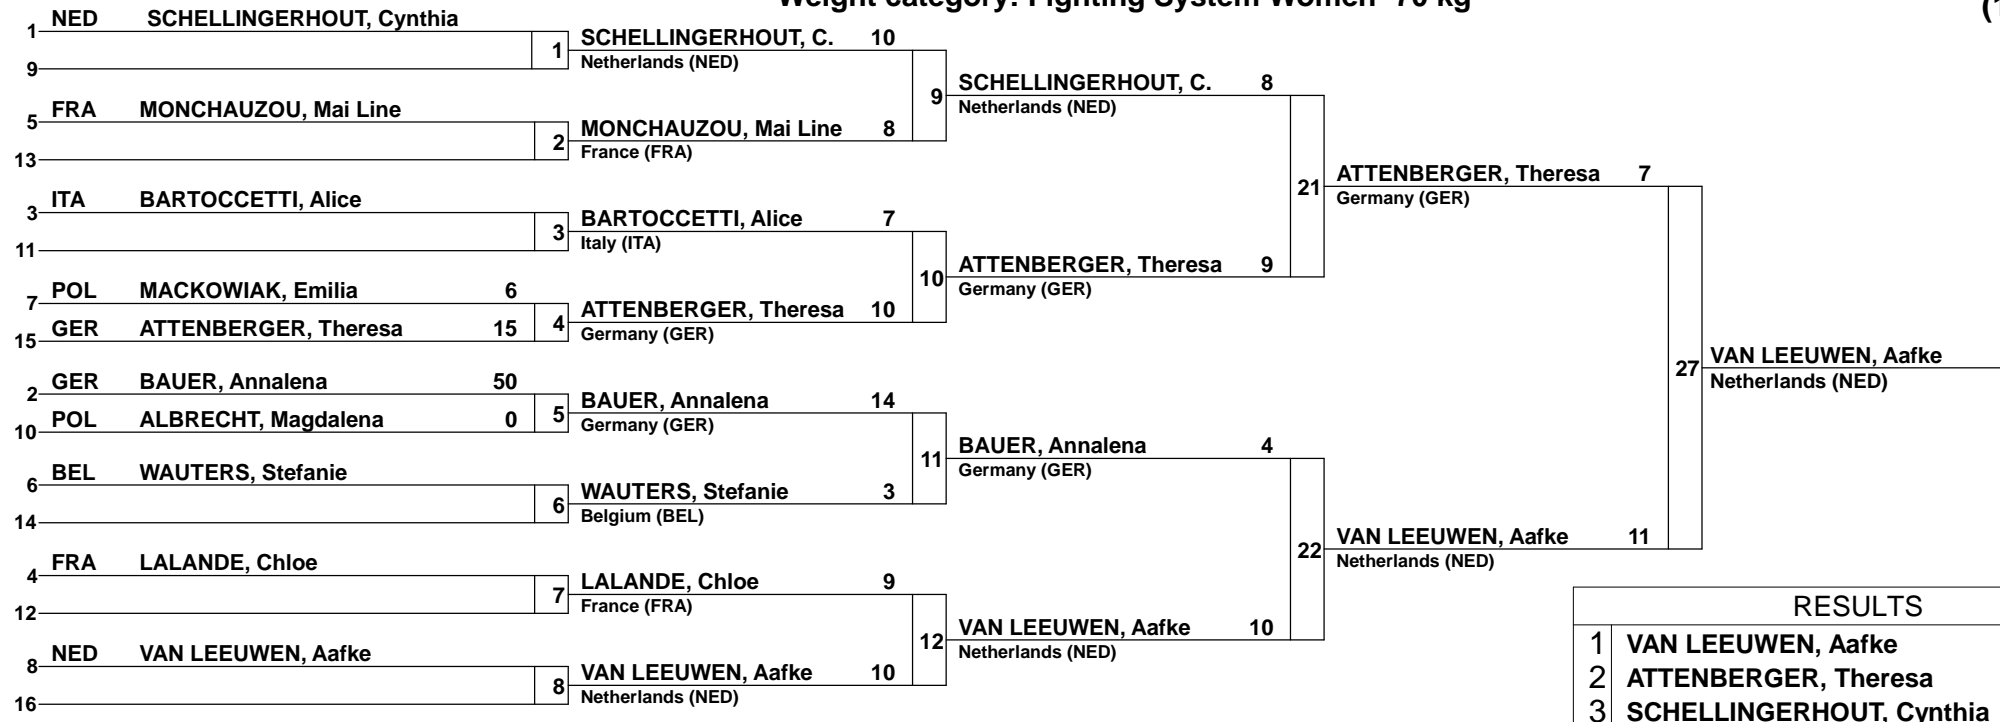 Weight category: Fighting System Women -70 kg
(1
1 NED SCHELLINGERHOUT, Cynthia
9
1
SCHELLINGERHOUT, C. 10
Netherlands (NED)
5 FRA MONCHAUZOU, Mai Line
13
2
MONCHAUZOU, Mai Line 8
France (FRA)
9
SCHELLINGERHOUT, C. 8
Netherlands (NED)
3 ITA BARTOCCETTI, Alice
11
3
BARTOCCETTI, Alice 7
Italy (ITA)
7 POL MACKOWIAK, Emilia 6
15 GER ATTENBERGER, Theresa 15
4
ATTENBERGER, Theresa 10
Germany (GER)
10
ATTENBERGER, Theresa 9
Germany (GER)
21
ATTENBERGER, Theresa 7
Germany (GER)
2 GER BAUER, Annalena 50
10 POL ALBRECHT, Magdalena 0
5
BAUER, Annalena 14
Germany (GER)
6 BEL WAUTERS, Stefanie
14
6
WAUTERS, Stefanie 3
Belgium (BEL)
11
BAUER, Annalena 4
Germany (GER)
4 FRA LALANDE, Chloe
12
7
LALANDE, Chloe 9
France (FRA)
8 NED VAN LEEUWEN, Aafke
16
8
VAN LEEUWEN, Aafke 10
Netherlands (NED)
12
VAN LEEUWEN, Aafke 10
Netherlands (NED)
22
VAN LEEUWEN, Aafke 11
Netherlands (NED)
27
VAN LEEUWEN, Aafke
Netherlands (NED)
RESULTS
1 VAN LEEUWEN, Aafke
2 ATTENBERGER, Theresa
3 SCHELLINGERHOUT, Cynthia